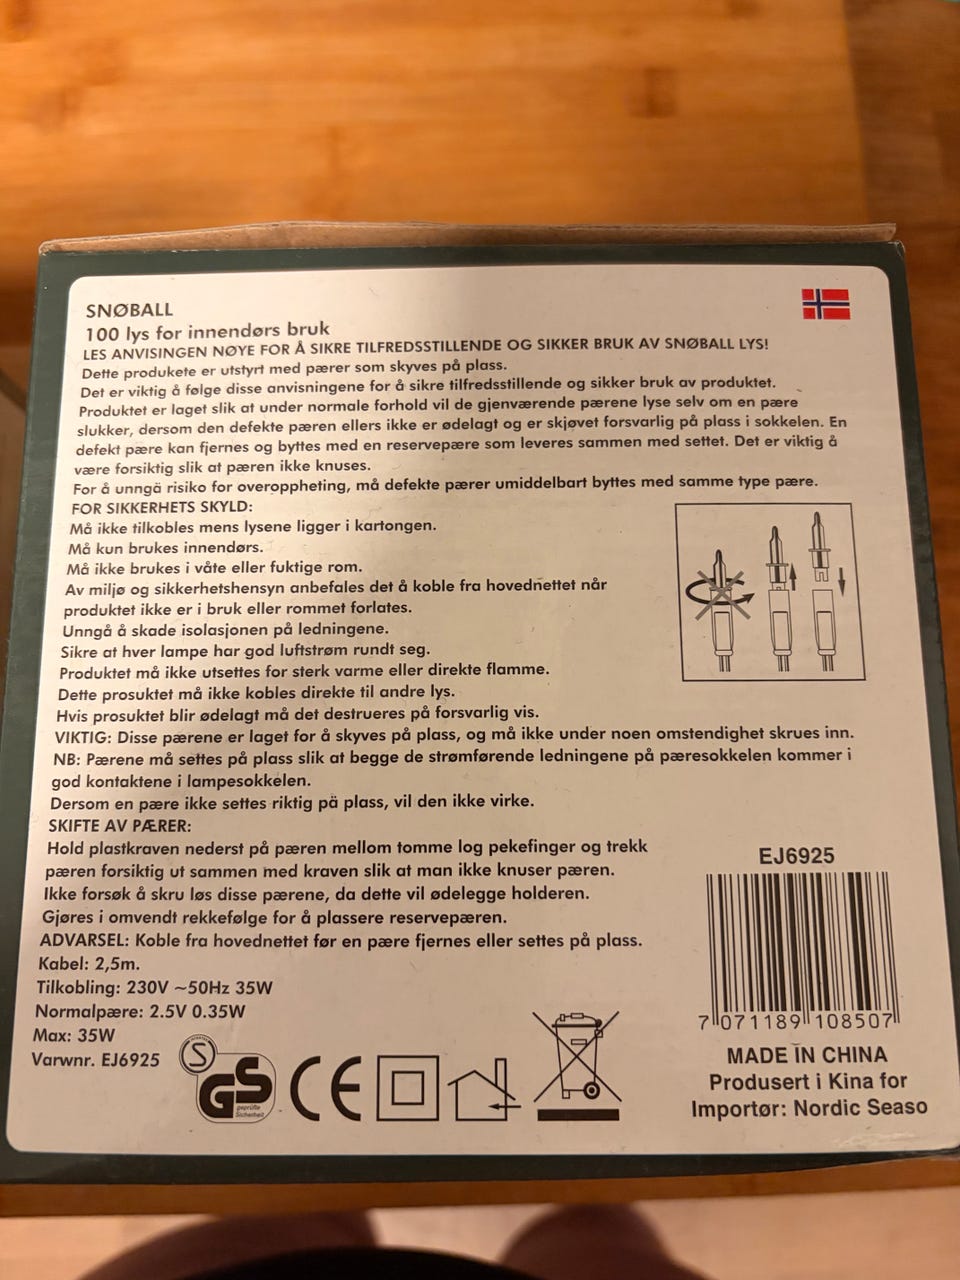 SNØBALL
100 lys for innendørs bruk
LES ANVISINGEN NØYE FOR Å SIKRE TILFREDSSTILLENDE OG SIKKER BRUK AV SNØBALL LYS!
Dette produkete er utstyrt med pærer som skyves på plass.
Det er viktig å følge disse anvisningene for å sikre tilfredsstillende og sikker bruk av produktet.
Produktet er laget slik at under normale forhold vil de gjenværende pærene lyse selv om en pære
slukker, dersom den defekte pæren ellers ikke er ødelagt og er skjøvet forsvarlig på plass i sokkelen. En
defekt pære kan fjernes og byttes med en reservepære som leveres sammen med settet. Det er viktig å
være forsiktig slik at pæren ikke knuses.
For å unngä risiko for overoppheting, må defekte pærer umiddelbart byttes med samme type pære.
FOR SIKKERHETS SKYLD:
Må ikke tilkobles mens lysene ligger i kartongen.
Må kun brukes innendørs.
Må ikke brukes i våte eller fuktige rom.
Av miljø og sikkerhetshensyn anbefales det å koble fra hovednettet når
produktet ikke er i bruk eller rommet forlates.
Unngå å skade isolasjonen på ledningene.
Sikre at hver lampe har god luftstrøm rundt seg.
Produktet må ikke utsettes for sterk varme eller direkte flamme.
Dette prosuktet må ikke kobles direkte til andre lys.
Hvis prosuktet blir ødelagt må det destrueres på forsvarlig vis.
VIKTIG: Disse pærene er laget for å skyves på plass, og må ikke under noen omstendighet skrues inn.
NB: Pærene må settes på plass slik at begge de strømførende ledningene på pæresokkelen kommer i
god kontaktene i lampesokkelen.
Dersom en pære ikke settes riktig pä plass, vil den ikke virke.
SKIFTE AV PÆRER:
Hold plastkraven nederst på pæren mellom tomme log pekefinger og trekk
pæren forsiktig ut sammen med kraven slik at man ikke knuser pæren.
Ikke forsøk å skru løs disse pærene, da dette vil ødelegge holderen.
Gjøres i omvendt rekkefølge for å plassere reservepæren.
ADVARSEL: Koble fra hovednettet før en pære fjernes eller settes på plass.
Kabel: 2,5m.
Tilkobling: 230V ~50Hz 35W
Normalpære: 2.5V 0.35W
Max: 35W
Varwnr. EJ6925
S
GS
geprüfte
Sicherheit
CE
EJ6925
7 071189 108507
MADE IN CHINA
Produsert i Kina for
Importør: Nordic Seaso